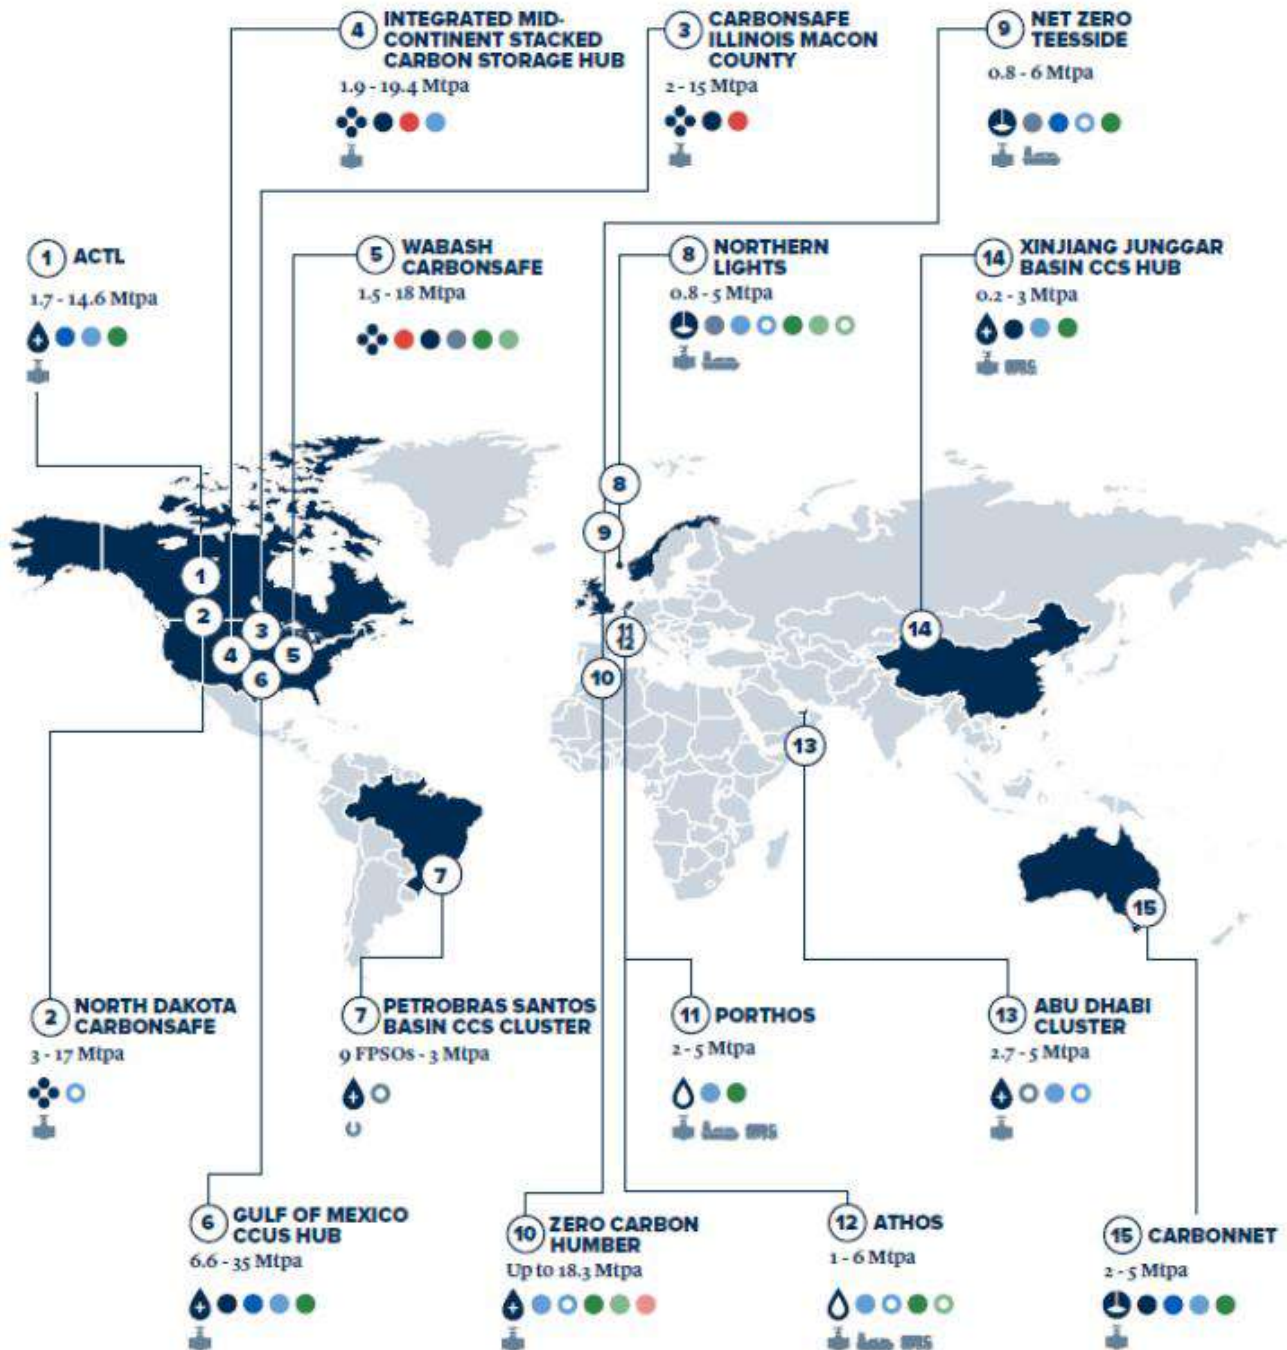 4 INTEGRATED MID-
CONTINENT STACKED
CARBON STORAGE HUB
1.9 - 19.4 Mtpa
3 CARBONSAFE
ILLINOIS MACON
COUNTY
2 - 15 Mtpa
9 NET ZERO
TEESSIDE
0.8 - 6 Mtpa
1 ACTL
1.7 - 14.6 Mtpa
5 WABASH
CARBONSAFE
1.5 - 18 Mtpa
8 NORTHERN
LIGHTS
0.8 - 5 Mtpa
14 XINJIANG JUNGGAR
BASIN CCS HUB
0.2 - 3 Mtpa
8
9
1
2
3
4
5
6
11
12
10
14
13
7
15
2 NORTH DAKOTA
CARBONSAFE
3 - 17 Mtpa
7 PETROBRAS SANTOS
BASIN CCS CLUSTER
9 FPSOs - 3 Mtpa
11 PORTHOS
2 - 5 Mtpa
13 ABU DHABI
CLUSTER
2.7 - 5 Mtpa
6 GULF OF MEXICO
CCUS HUB
6.6 - 35 Mtpa
10 ZERO CARBON
HUMBER
Up to 18.3 Mtpa
12 ATHOS
1 - 6 Mtpa
15 CARBONNET
2 - 5 Mtpa